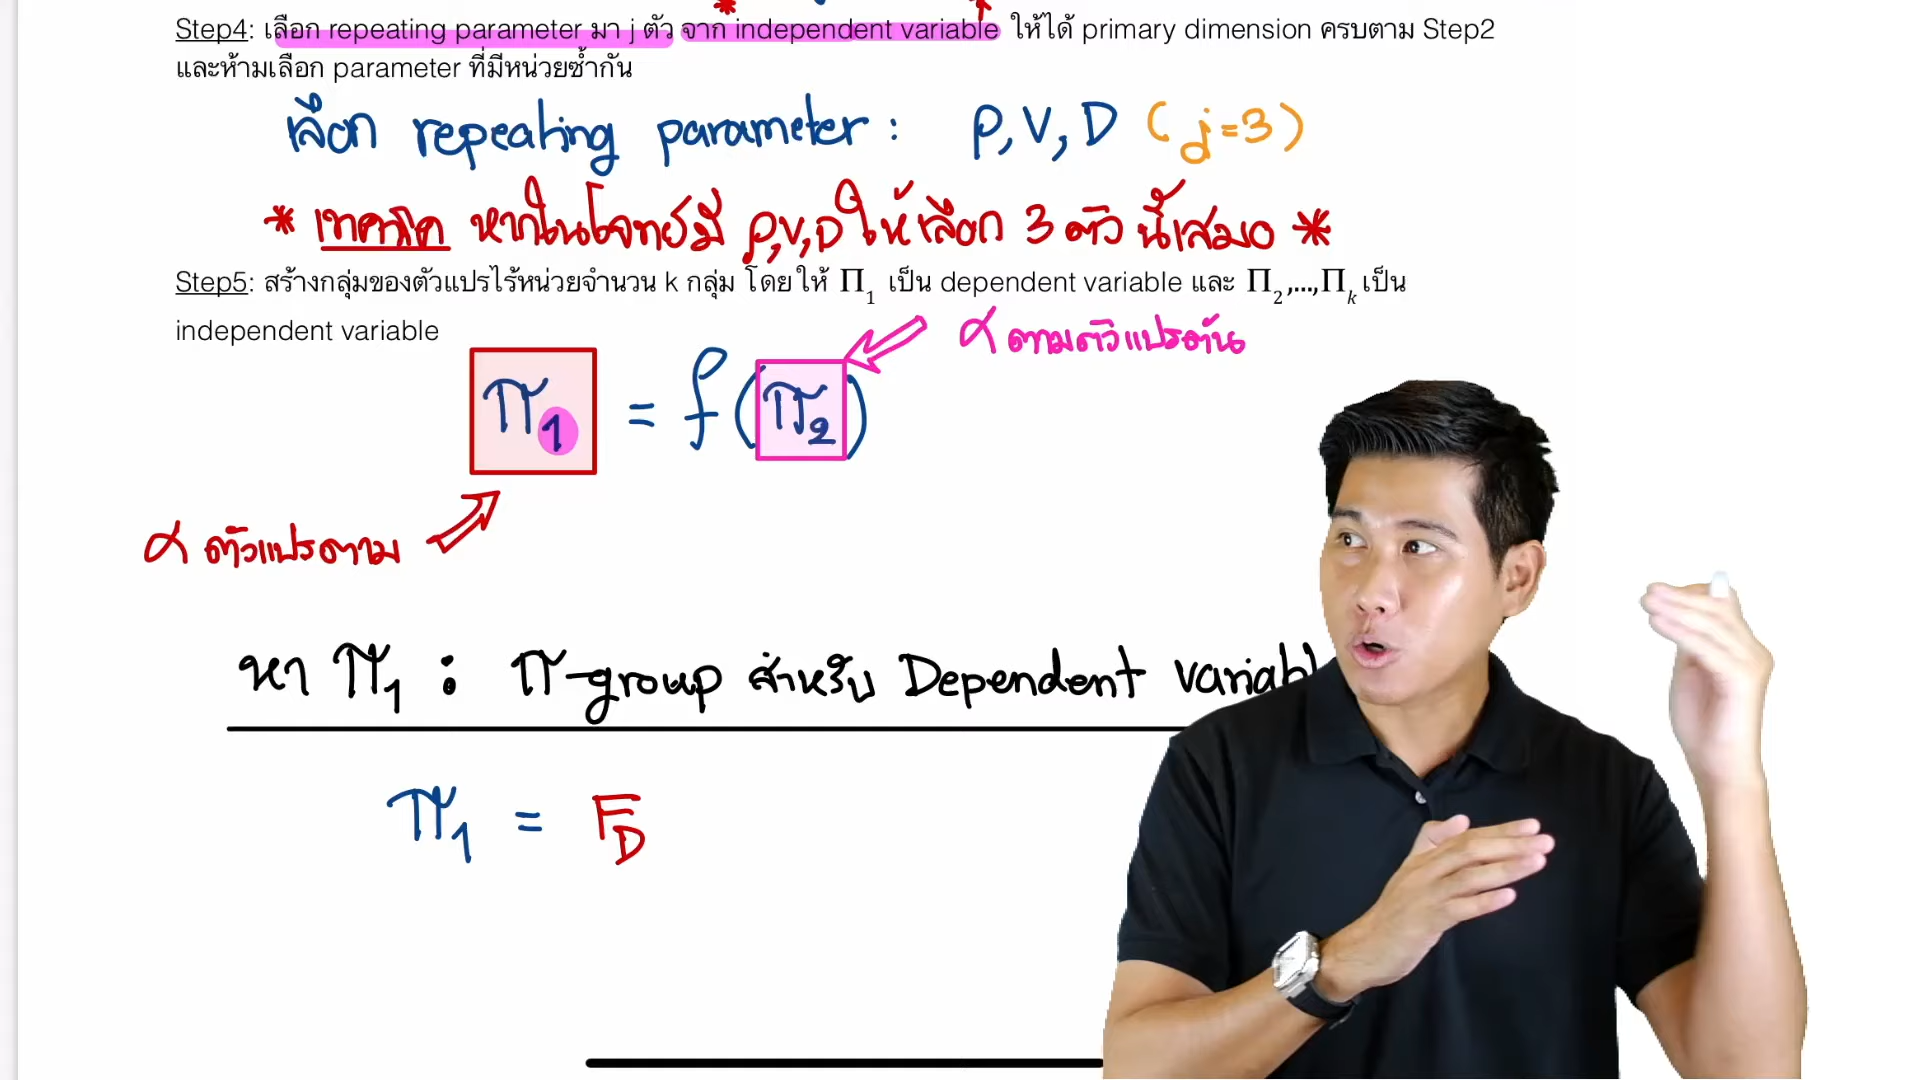 Step4: เลือก repeating parameter มา j ตัว จาก independent variable ให้ได้ primary dimension ครบตาม Step2
และห้ามเลือก parameter ที่มีหน่วยซ้ำกัน
เลือก repeating parameter : ρ, V, D ( j=3 )
* เทคนิค หากในโจทย์มี ρ, V, D ให้เลือก 3 ตัว นี้เสมอ *
Step5: สร้างกลุ่มของตัวแปรไร้หน่วยจำนวน k กลุ่ม โดยให้ Π₁ เป็น dependent variable และ Π₂,...,Πₖ เป็น
independent variable
α ตามตัวแปรต้น
π₁ = f(π₂)
α ตัวแปรตาม
หา π₁ : π-group สำหรับ Dependent variabl
π₁ = F_D